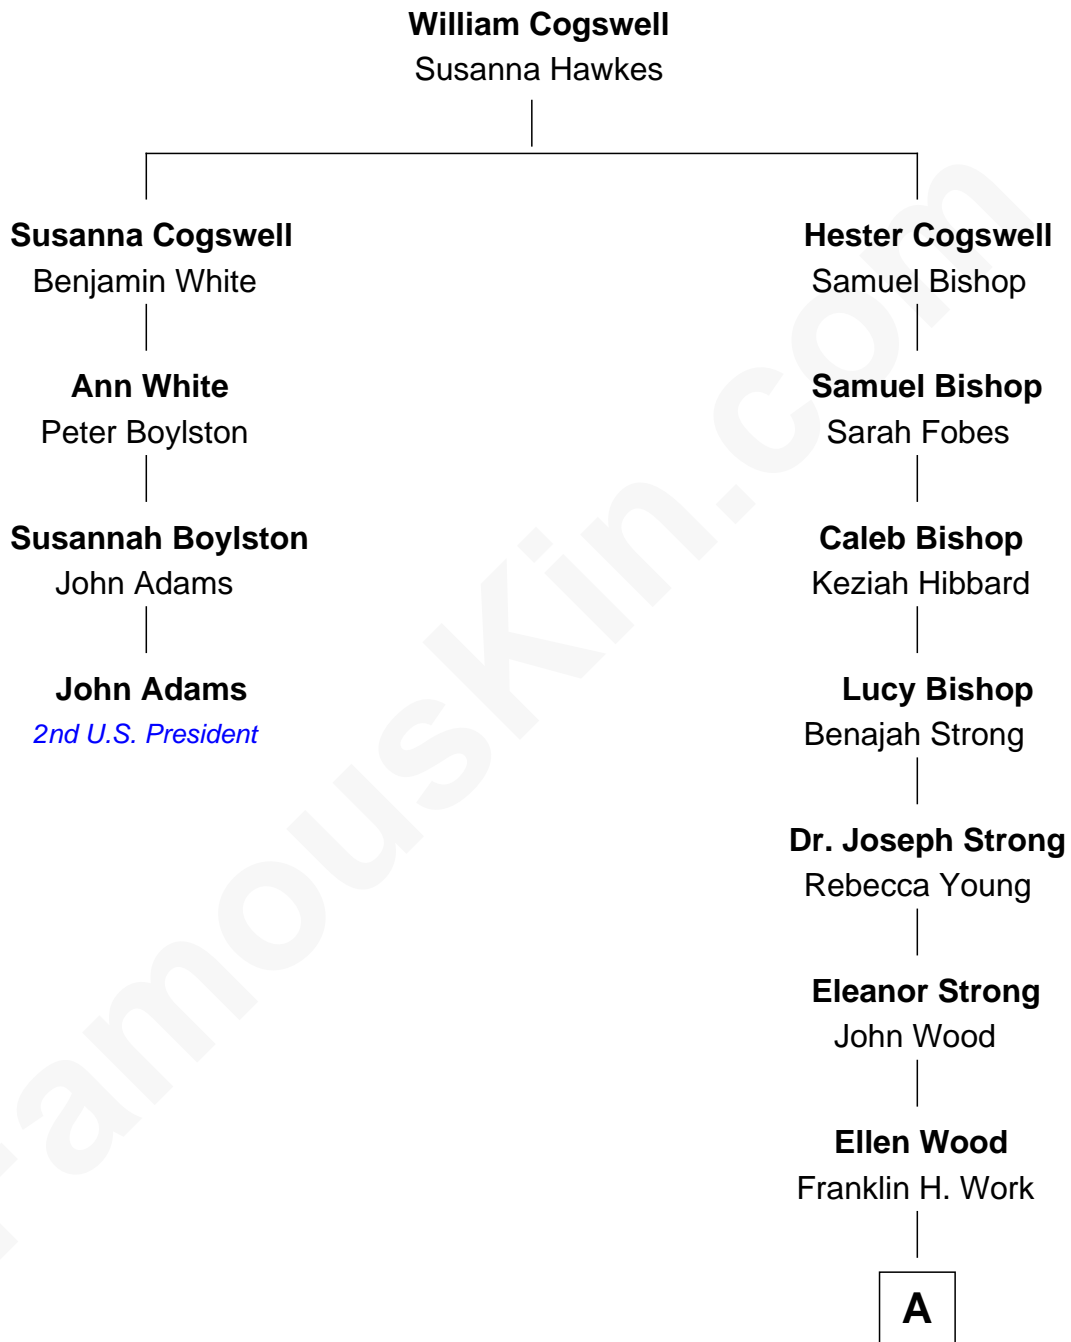 William Cogswell
Susanna Hawkes
Susanna Cogswell
Benjamin White
Ann White
Peter Boylston
Susannah Boylston
John Adams
John Adams
2nd U.S. President
Hester Cogswell
Samuel Bishop
Samuel Bishop
Sarah Fobes
Caleb Bishop
Keziah Hibbard
Lucy Bishop
Benajah Strong
Dr. Joseph Strong
Rebecca Young
Eleanor Strong
John Wood
Ellen Wood
Franklin H. Work
A
FamousKin.com